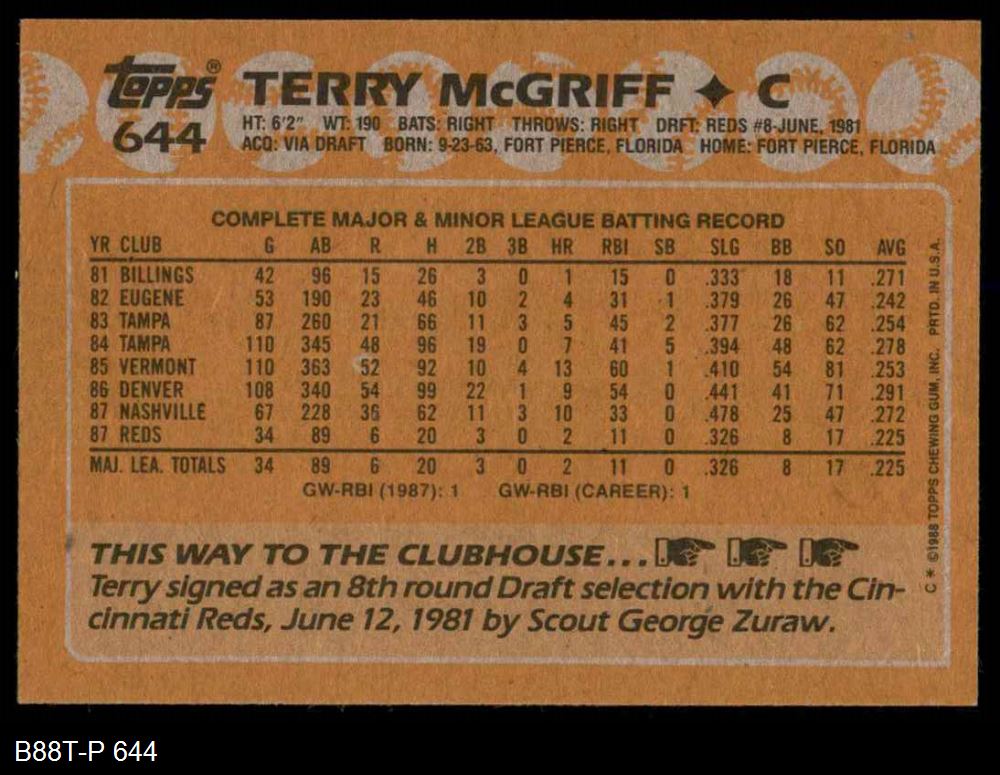 topps® TERRY McGRIFF ✦ C
644 HT: 6'2" WT: 190 BATS: RIGHT THROWS: RIGHT DRFT: REDS #8-JUNE, 1981
ACQ: VIA DRAFT BORN: 9-23-63, FORT PIERCE, FLORIDA HOME: FORT PIERCE, FLORIDA
COMPLETE MAJOR & MINOR LEAGUE BATTING RECORD
YR CLUB G AB R H 2B 3B HR RBI SB SLG BB SO AVG
81 BILLINGS 42 96 15 26 3 0 1 15 0 .333 18 11 .271
82 EUGENE 53 190 23 46 10 2 4 31 1 .379 26 47 .242
83 TAMPA 87 260 21 66 11 3 5 45 2 .377 26 62 .254
84 TAMPA 110 345 48 96 19 0 7 41 5 .394 48 62 .278
85 VERMONT 110 363 52 92 10 4 13 60 1 .410 54 81 .253
86 DENVER 108 340 54 99 22 1 9 54 0 .441 41 71 .291
87 NASHVILLE 67 228 36 62 11 3 10 33 0 .478 25 47 .272
87 REDS 34 89 6 20 3 0 2 11 0 .326 8 17 .225
MAJ. LEA. TOTALS 34 89 6 20 3 0 2 11 0 .326 8 17 .225
GW-RBI (1987): 1 GW-RBI (CAREER): 1
THIS WAY TO THE CLUBHOUSE...
Terry signed as an 8th round Draft selection with the Cin-
cinnati Reds, June 12, 1981 by Scout George Zuraw.
C * ©1988 TOPPS CHEWING GUM, INC. PRTD. IN U.S.A.
B88T-P 644